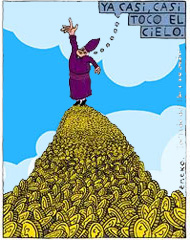 YA CASI, CASI
TOCO EL
CIELO.